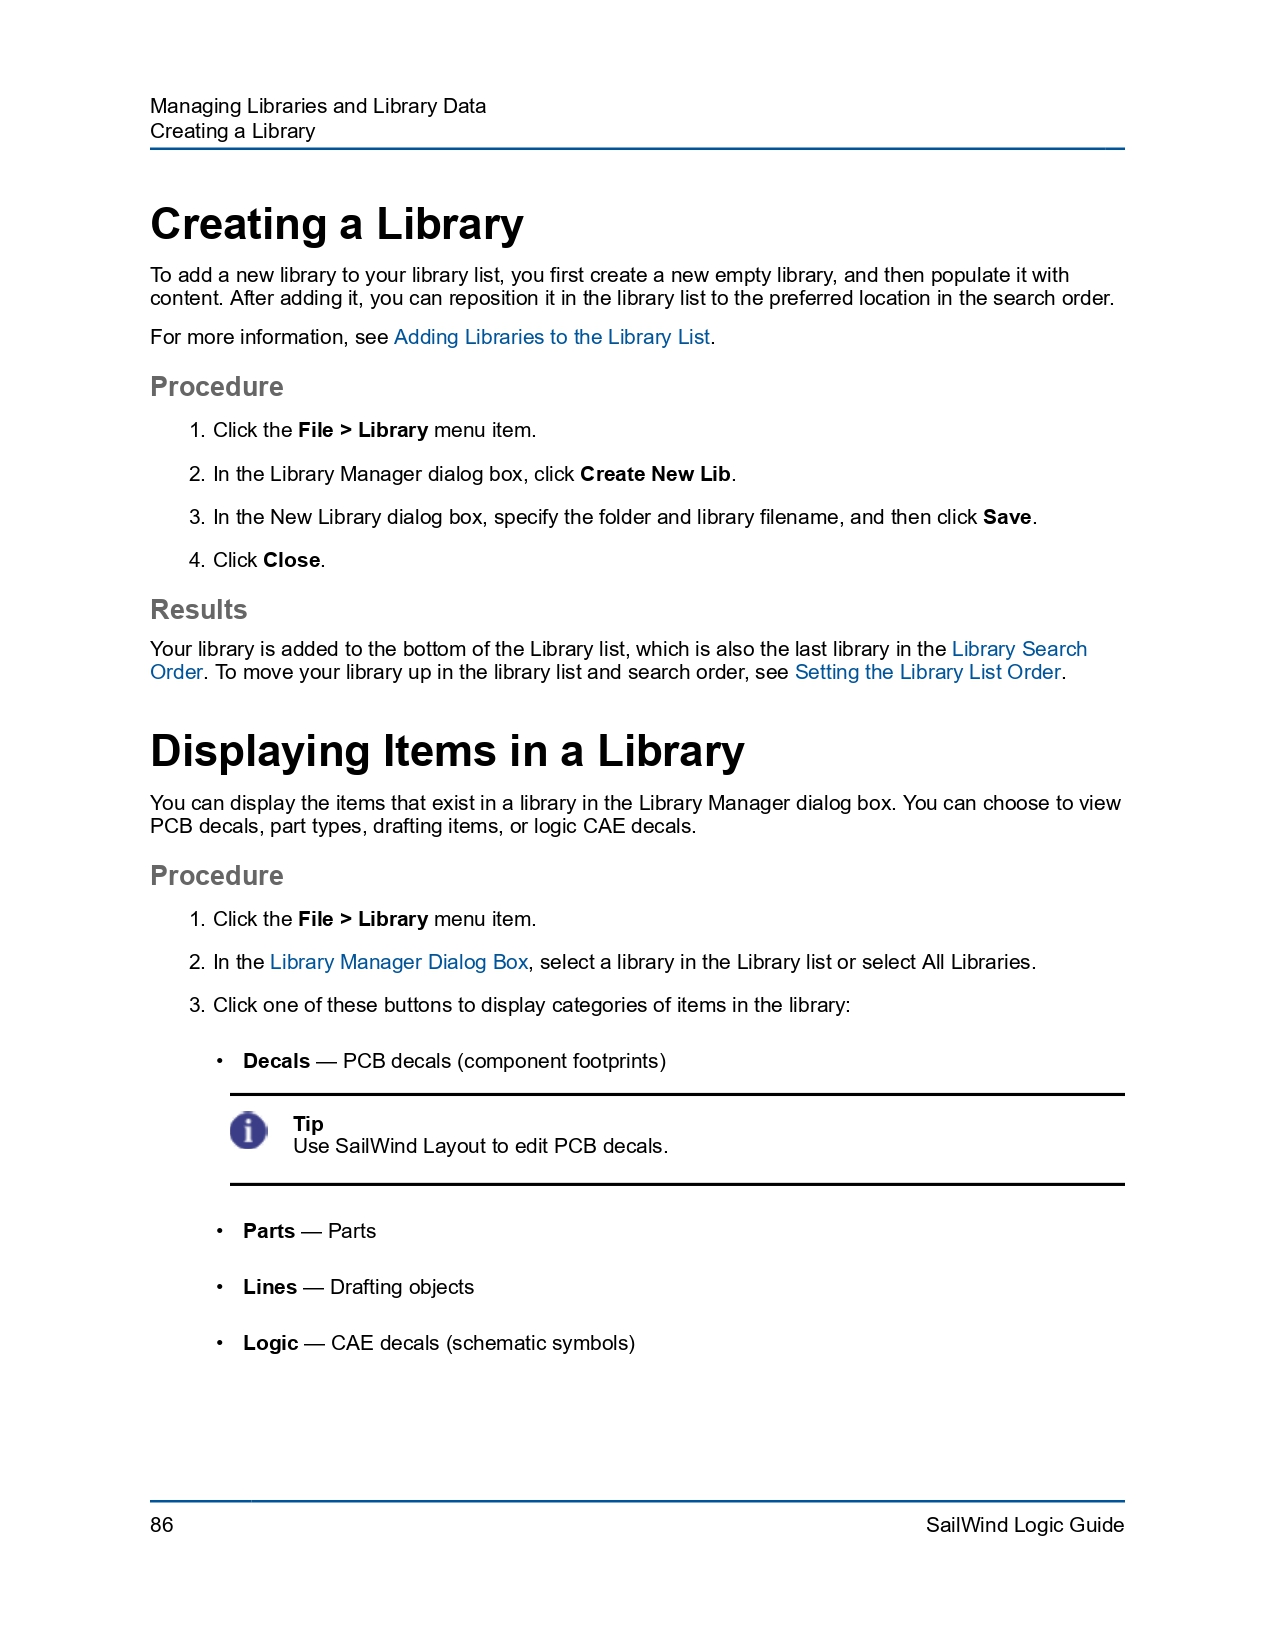 Managing Libraries and Library Data
Creating a Library
Creating a Library
To add a new library to your library list, you first create a new empty library, and then populate it with
content. After adding it, you can reposition it in the library list to the preferred location in the search order.
For more information, see Adding Libraries to the Library List.
Procedure
1. Click the File > Library menu item.
2. In the Library Manager dialog box, click Create New Lib.
3. In the New Library dialog box, specify the folder and library filename, and then click Save.
4. Click Close.
Results
Your library is added to the bottom of the Library list, which is also the last library in the Library Search
Order. To move your library up in the library list and search order, see Setting the Library List Order.
Displaying Items in a Library
You can display the items that exist in a library in the Library Manager dialog box. You can choose to view
PCB decals, part types, drafting items, or logic CAE decals.
Procedure
1. Click the File > Library menu item.
2. In the Library Manager Dialog Box, select a library in the Library list or select All Libraries.
3. Click one of these buttons to display categories of items in the library:
• Decals — PCB decals (component footprints)
Tip
Use SailWind Layout to edit PCB decals.
• Parts — Parts
• Lines — Drafting objects
• Logic — CAE decals (schematic symbols)
86 SailWind Logic Guide